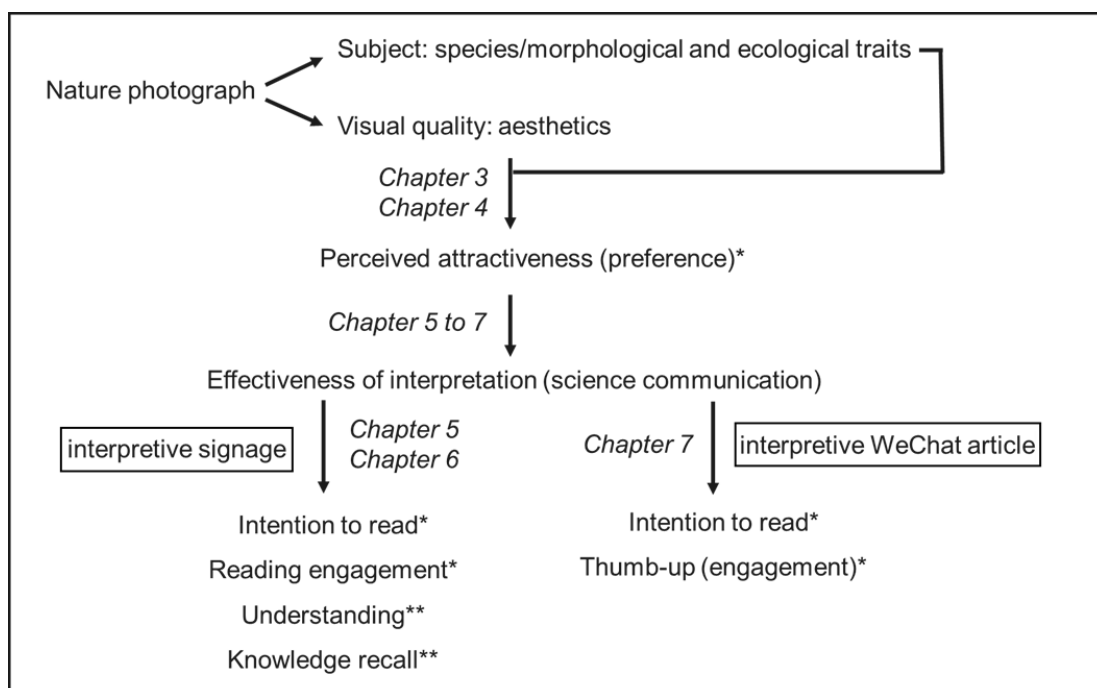 Subject: species/morphological and ecological traits
Nature photograph
Visual quality: aesthetics
Chapter 3
Chapter 4
Perceived attractiveness (preference)*
Chapter 5 to 7
Effectiveness of interpretation (science communication)
interpretive signage
Chapter 5
Chapter 6
Chapter 7
interpretive WeChat article
Intention to read*
Reading engagement*
Understanding**
Knowledge recall**
Intention to read*
Thumb-up (engagement)*